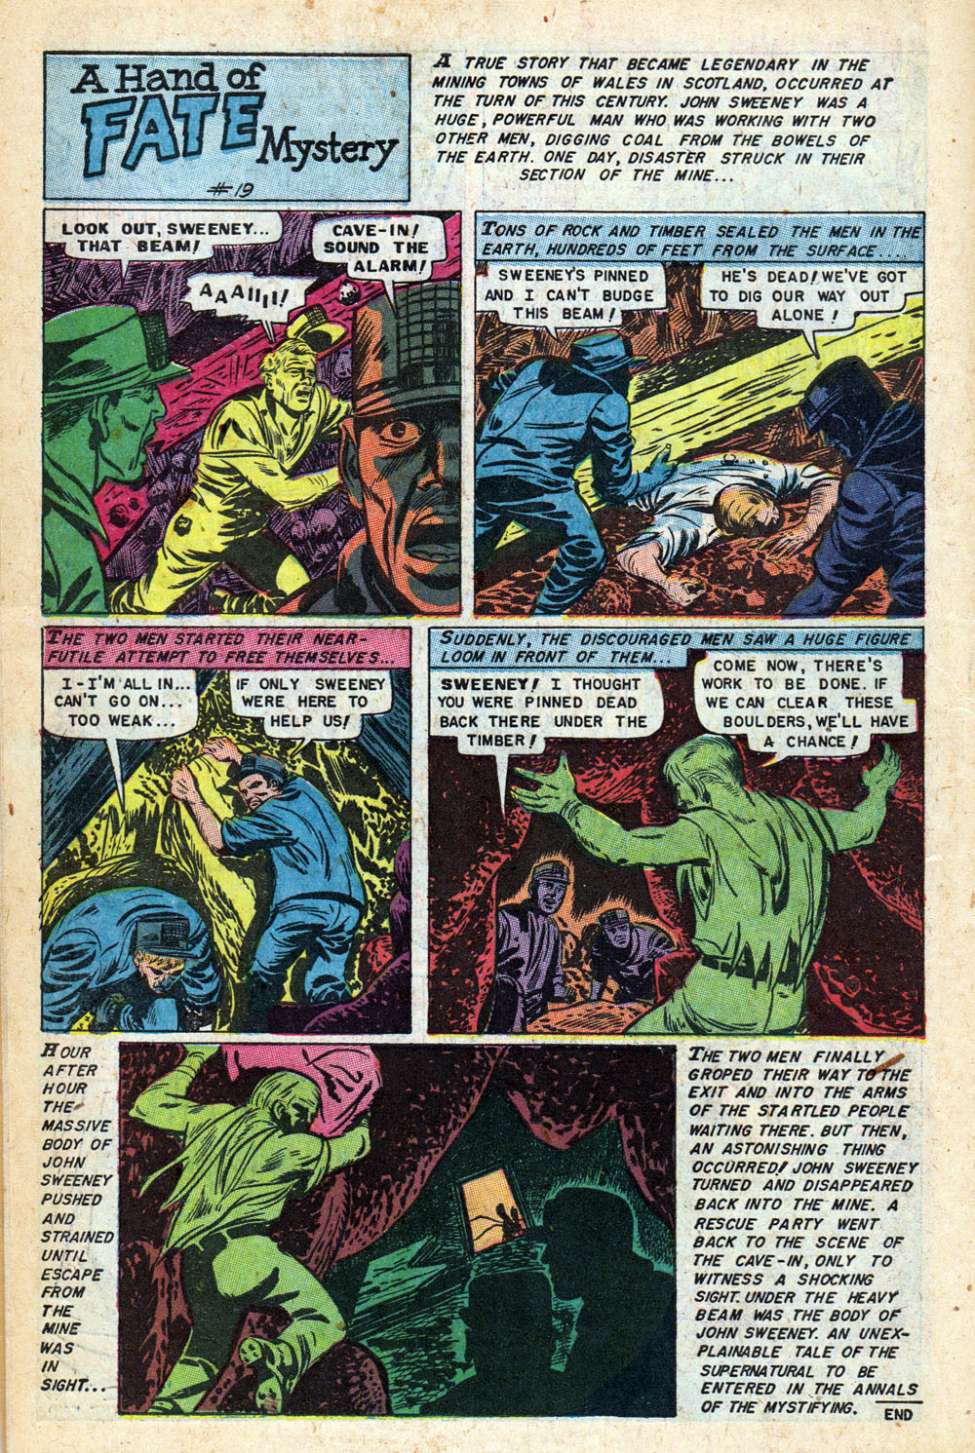 A Hand of
FATE
Mystery
#19
A TRUE STORY THAT BECAME LEGENDARY IN THE
MINING TOWNS OF WALES IN SCOTLAND, OCCURRED AT
THE TURN OF THIS CENTURY. JOHN SWEENEY WAS A
HUGE, POWERFUL MAN WHO WAS WORKING WITH TWO
OTHER MEN, DIGGING COAL FROM THE BOWELS OF
THE EARTH. ONE DAY, DISASTER STRUCK IN THEIR
SECTION OF THE MINE...
LOOK OUT, SWEENEY...
THAT BEAM!
AAAIIII!
CAVE-IN!
SOUND THE
ALARM!
TONS OF ROCK AND TIMBER SEALED THE MEN IN THE
EARTH, HUNDREDS OF FEET FROM THE SURFACE....
SWEENEY'S PINNED
AND I CAN'T BUDGE
THIS BEAM!
HE'S DEAD! WE'VE GOT
TO DIG OUR WAY OUT
ALONE!
THE TWO MEN STARTED THEIR NEAR-
FUTILE ATTEMPT TO FREE THEMSELVES...
I-I'M ALL IN...
CAN'T GO ON...
TOO WEAK...
IF ONLY SWEENEY
WERE HERE TO
HELP US!
SUDDENLY, THE DISCOURAGED MEN SAW A HUGE FIGURE
LOOM IN FRONT OF THEM...
SWEENEY! I THOUGHT
YOU WERE PINNED DEAD
BACK THERE UNDER THE
TIMBER!
COME NOW, THERE'S
WORK TO BE DONE. IF
WE CAN CLEAR THESE
BOULDERS, WE'LL HAVE
A CHANCE!
HOUR
AFTER
HOUR
THE
MASSIVE
BODY OF
JOHN
SWEENEY
PUSHED
AND
STRAINED
UNTIL
ESCAPE
FROM
THE
MINE
WAS
IN
SIGHT...
THE TWO MEN FINALLY
GROPED THEIR WAY TO THE
EXIT AND INTO THE ARMS
OF THE STARTLED PEOPLE
WAITING THERE. BUT THEN,
AN ASTONISHING THING
OCCURRED! JOHN SWEENEY
TURNED AND DISAPPEARED
BACK INTO THE MINE. A
RESCUE PARTY WENT
BACK TO THE SCENE OF
THE CAVE-IN, ONLY TO
WITNESS A SHOCKING
SIGHT. UNDER THE HEAVY
BEAM WAS THE BODY OF
JOHN SWEENEY. AN UNEX-
PLAINABLE TALE OF THE
SUPERNATURAL TO BE
ENTERED IN THE ANNALS
OF THE MYSTIFYING.
END